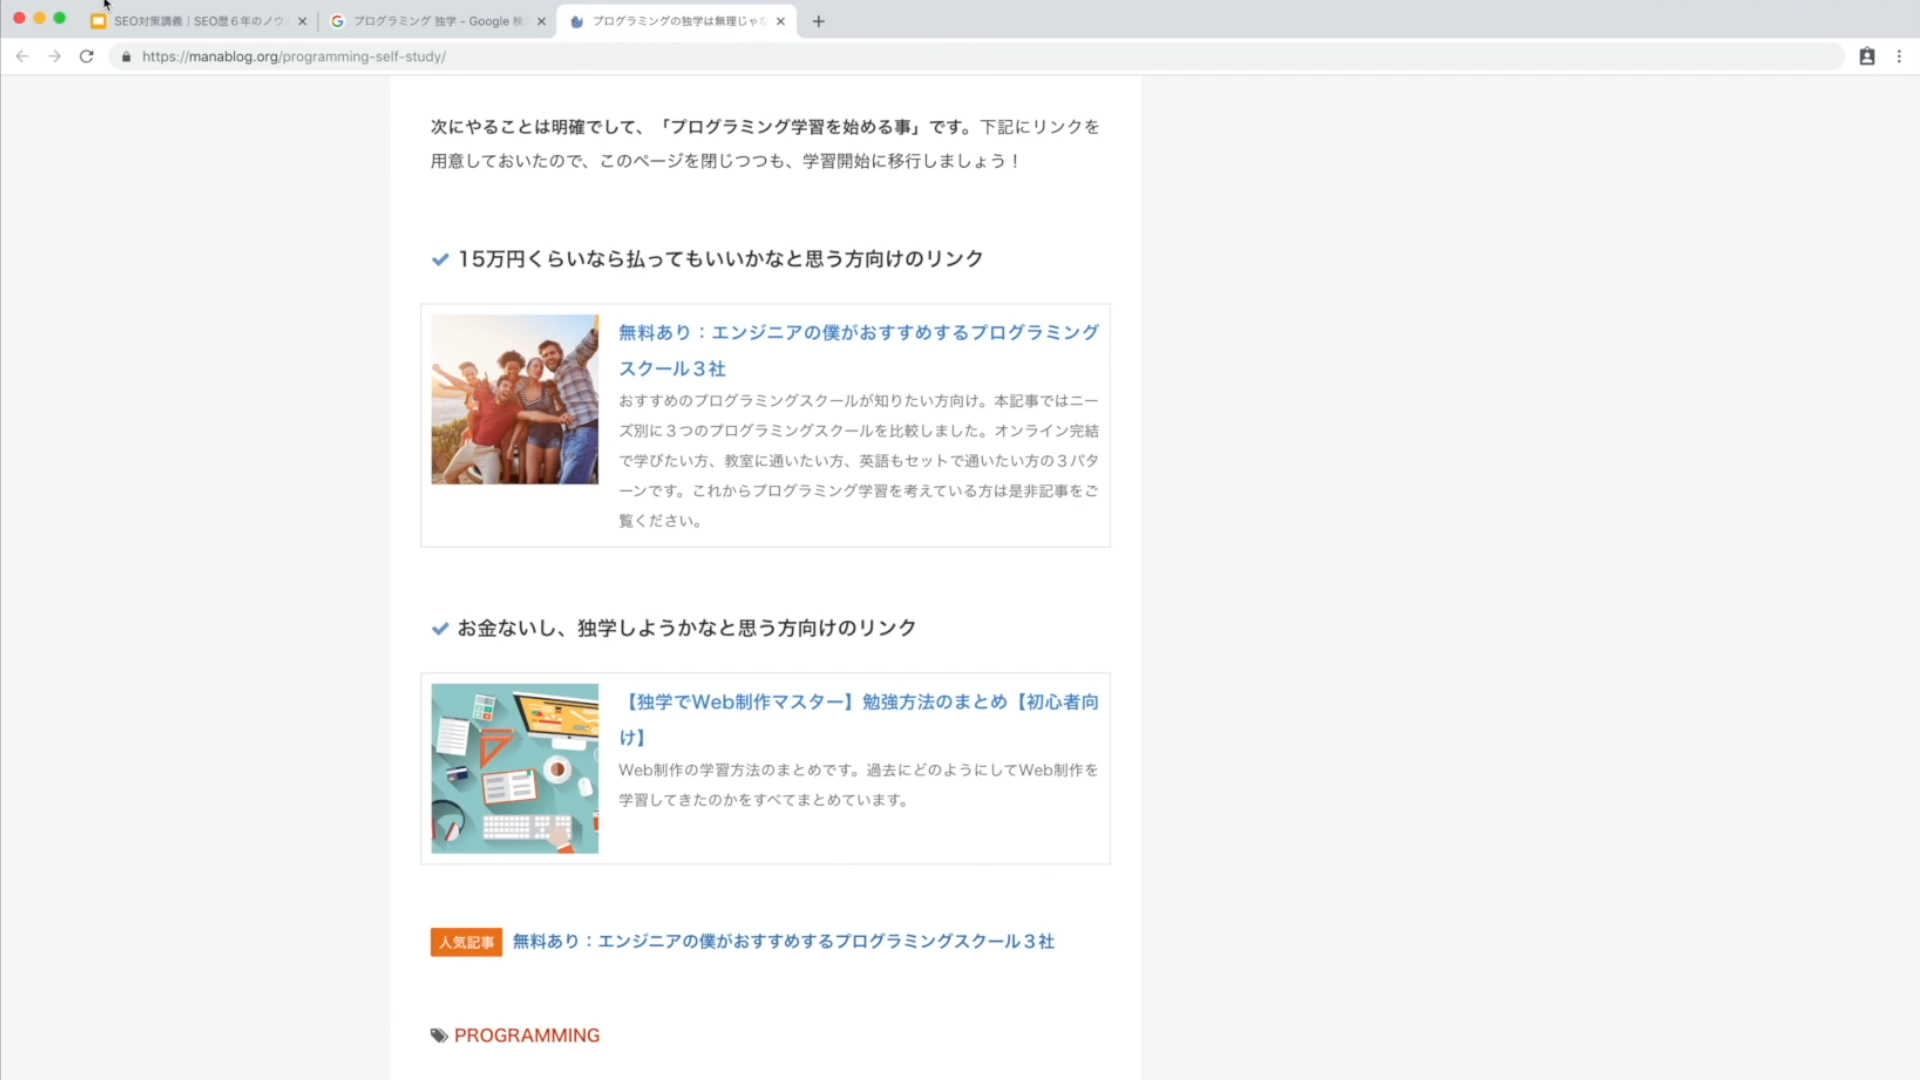 SEO対策講義｜SEO歴６年のノウ
プログラミング 独学 - Google 検
プログラミングの独学は無理じゃな
https://manablog.org/programming-self-study/
次にやることは明確でして、「プログラミング学習を始める事」です。下記にリンクを
用意しておいたので、このページを閉じつつも、学習開始に移行しましょう！
15万円くらいなら払ってもいいかなと思う方向けのリンク
無料あり：エンジニアの僕がおすすめするプログラミング
スクール３社
おすすめのプログラミングスクールが知りたい方向け。本記事ではニー
ズ別に３つのプログラミングスクールを比較しました。オンライン完結
で学びたい方、教室に通いたい方、英語もセットで通いたい方の３パタ
ーンです。これからプログラミング学習を考えている方は是非記事をご
覧ください。
お金ないし、独学しようかなと思う方向けのリンク
【独学でWeb制作マスター】勉強方法のまとめ【初心者向
け】
Web制作の学習方法のまとめです。過去にどのようにしてWeb制作を
学習してきたのかをすべてまとめています。
人気記事 無料あり：エンジニアの僕がおすすめするプログラミングスクール３社
PROGRAMMING